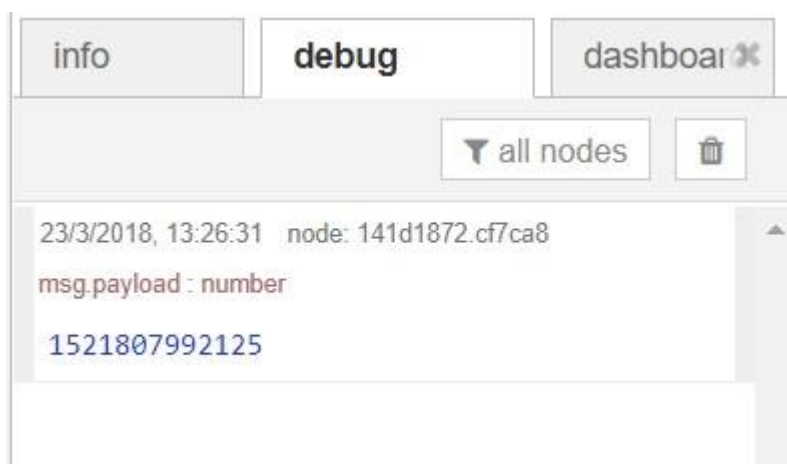 info debug dashboar
all nodes
23/3/2018, 13:26:31 node: 141d1872.cf7ca8
msg.payload : number
1521807992125